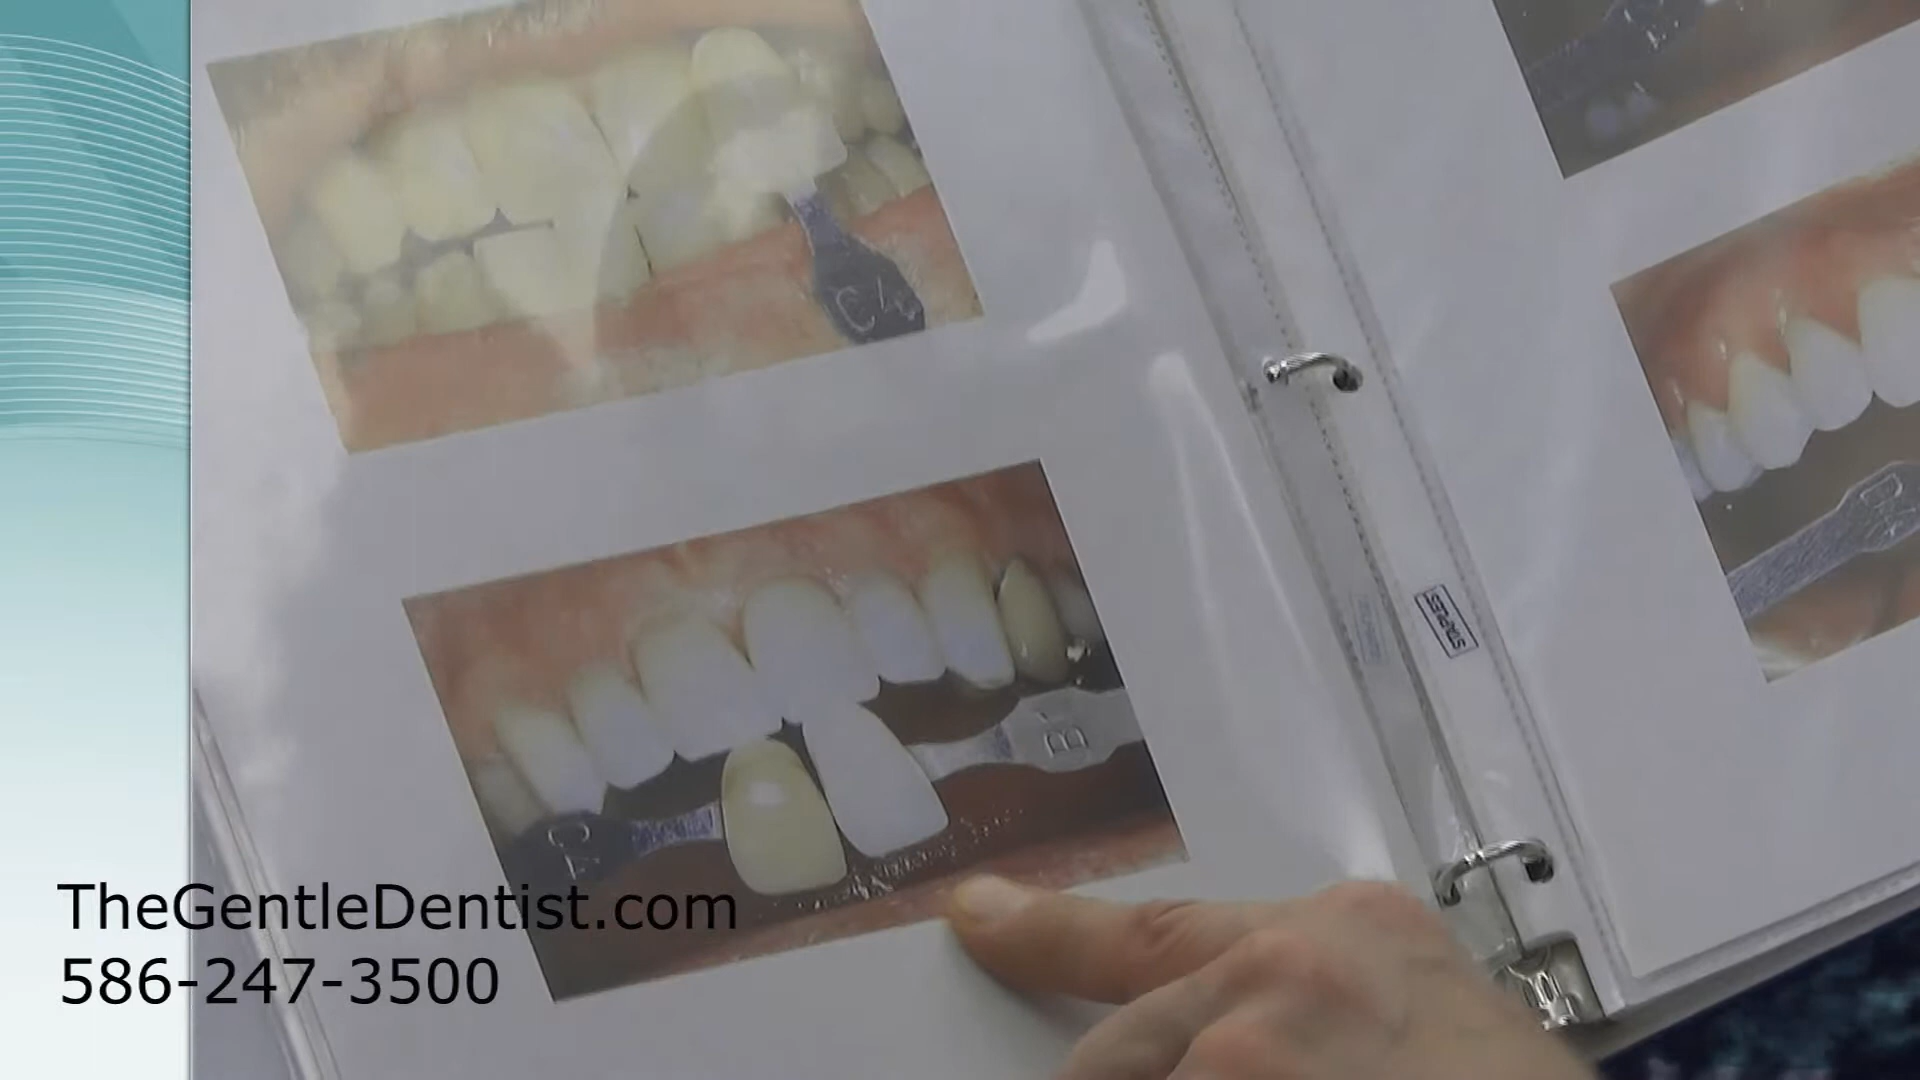 C4
STAPLES
B1
C4
TheGentleDentist.com
586-247-3500